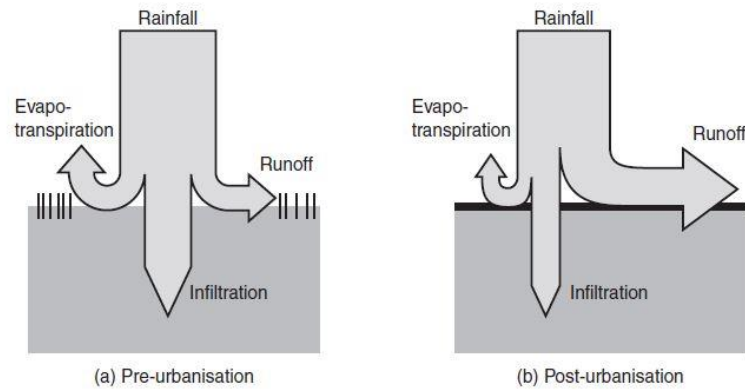 Rainfall
Evapo-
transpiration
Runoff
Infiltration
(a) Pre-urbanisation
Rainfall
Evapo-
transpiration
Runoff
Infiltration
(b) Post-urbanisation